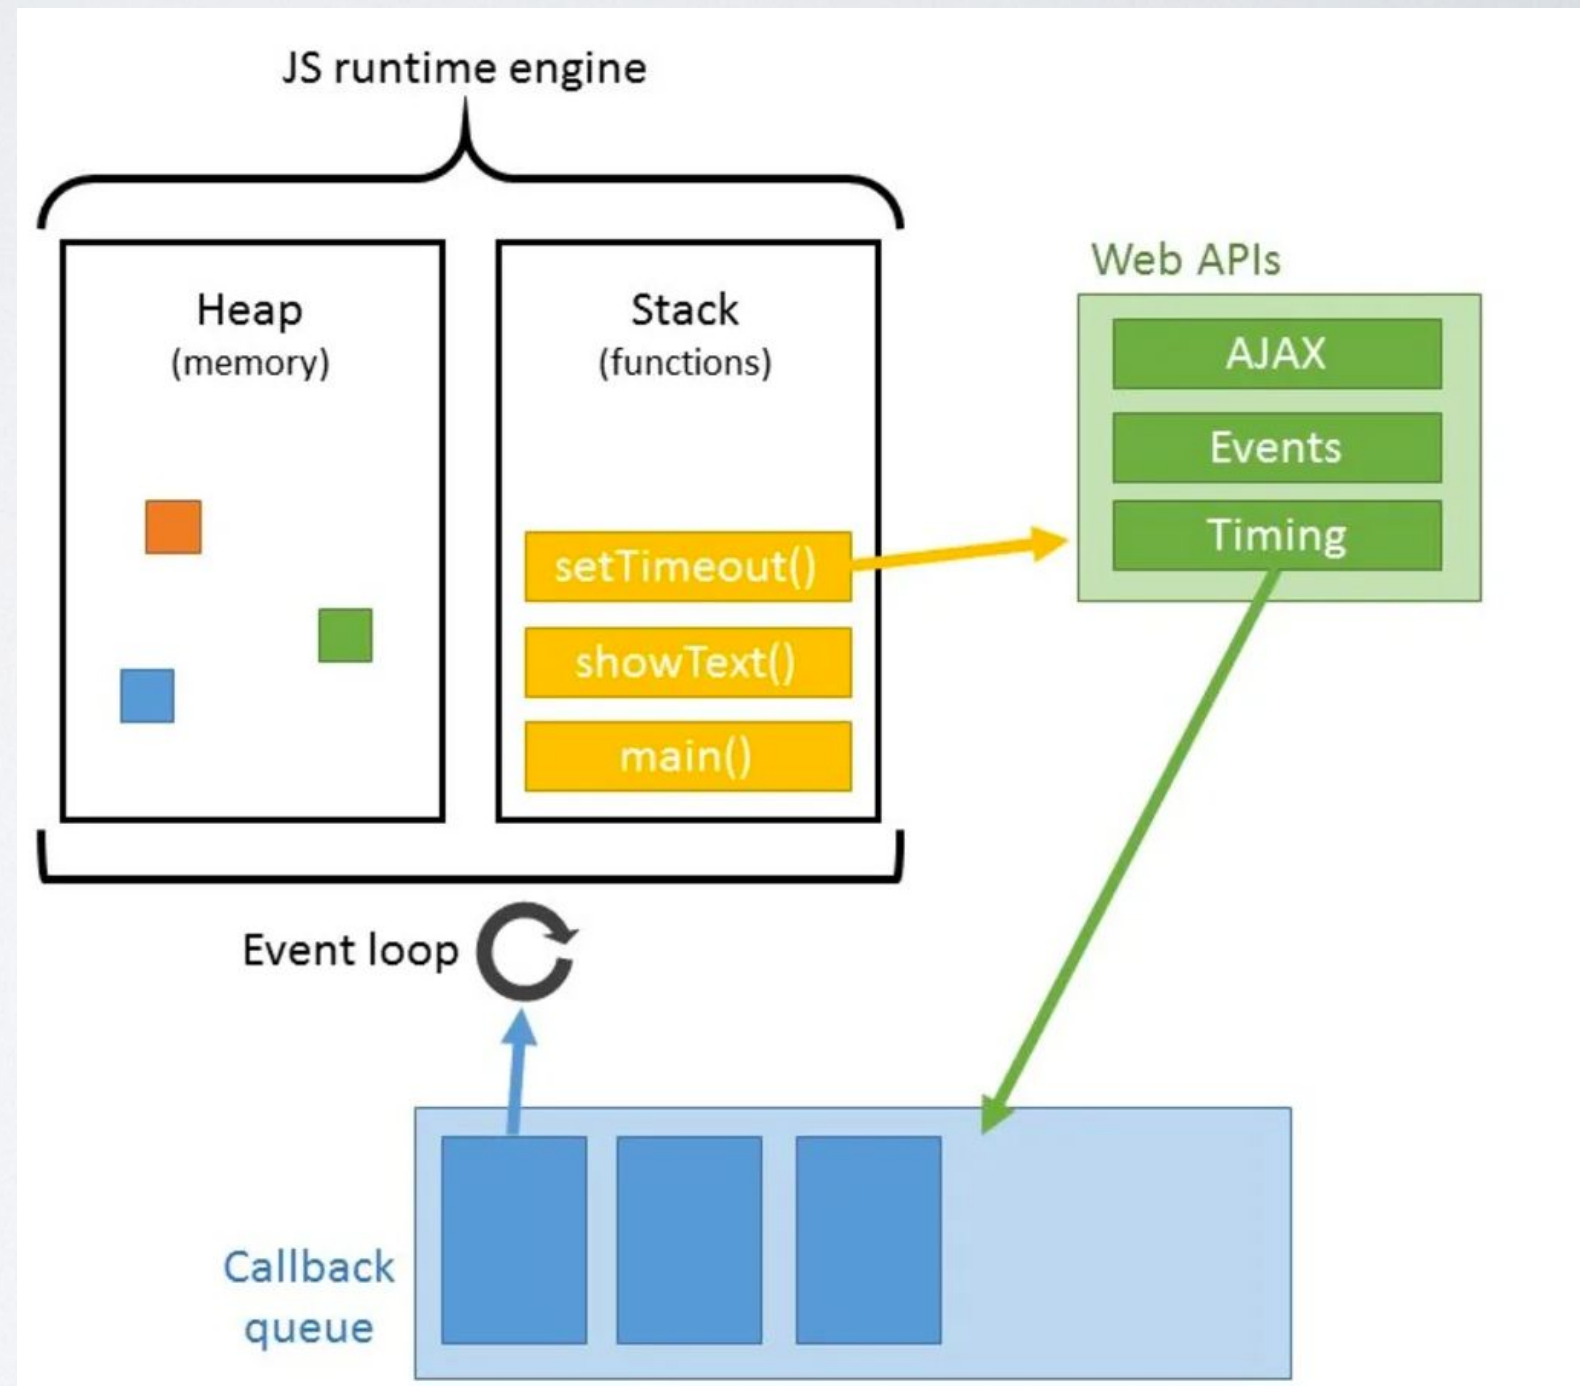 JS runtime engine
Heap
(memory)
Stack
(functions)
setTimeout()
showText()
main()
Web APIs
AJAX
Events
Timing
Event loop
Callback
queue